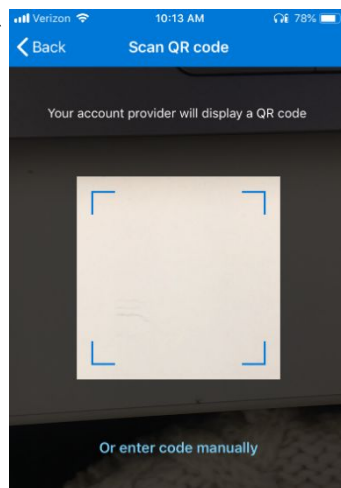 Verizon 10:13 AM 78%
Back Scan QR code
Your account provider will display a QR code
Or enter code manually